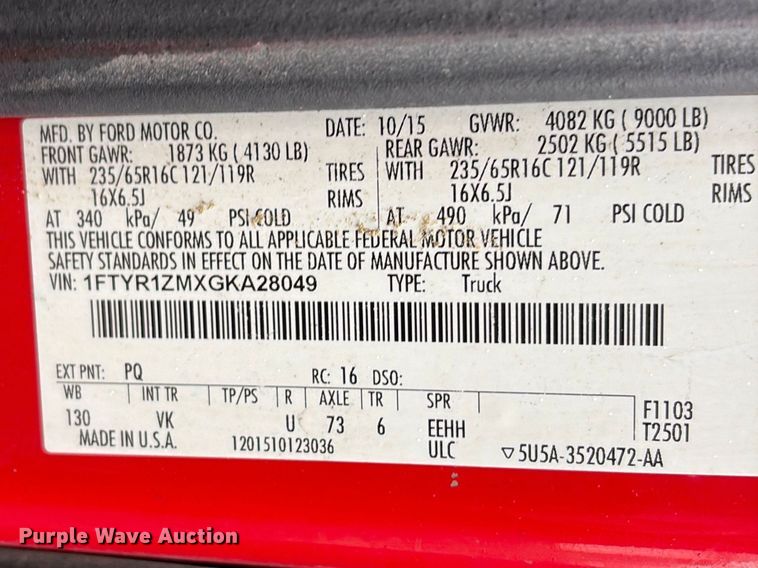 MFD. BY FORD MOTOR CO. DATE: 10/15 GVWR: 4082 KG ( 9000 LB)
FRONT GAWR: 1873 KG ( 4130 LB) REAR GAWR: 2502 KG ( 5515 LB)
WITH 235/65R16C 121/119R TIRES WITH 235/65R16C 121/119R TIRES
16X6.5J RIMS 16X6.5J RIMS
AT 340 kPa/ 49 PSI COLD AT 490 kPa/ 71 PSI COLD
THIS VEHICLE CONFORMS TO ALL APPLICABLE FEDERAL MOTOR VEHICLE
SAFETY STANDARDS IN EFFECT ON THE DATE OF MANUFACTURE SHOWN ABOVE.
VIN: 1FTYR1ZMXGKA28049 TYPE: Truck
EXT PNT: PQ RC: 16 DSO:
WB INT TR TP/PS R AXLE TR SPR
130 VK U 73 6 EEHH F1103
MADE IN U.S.A. 1201510123036 ULC ▽5U5A-3520472-AA T2501
Purple Wave Auction